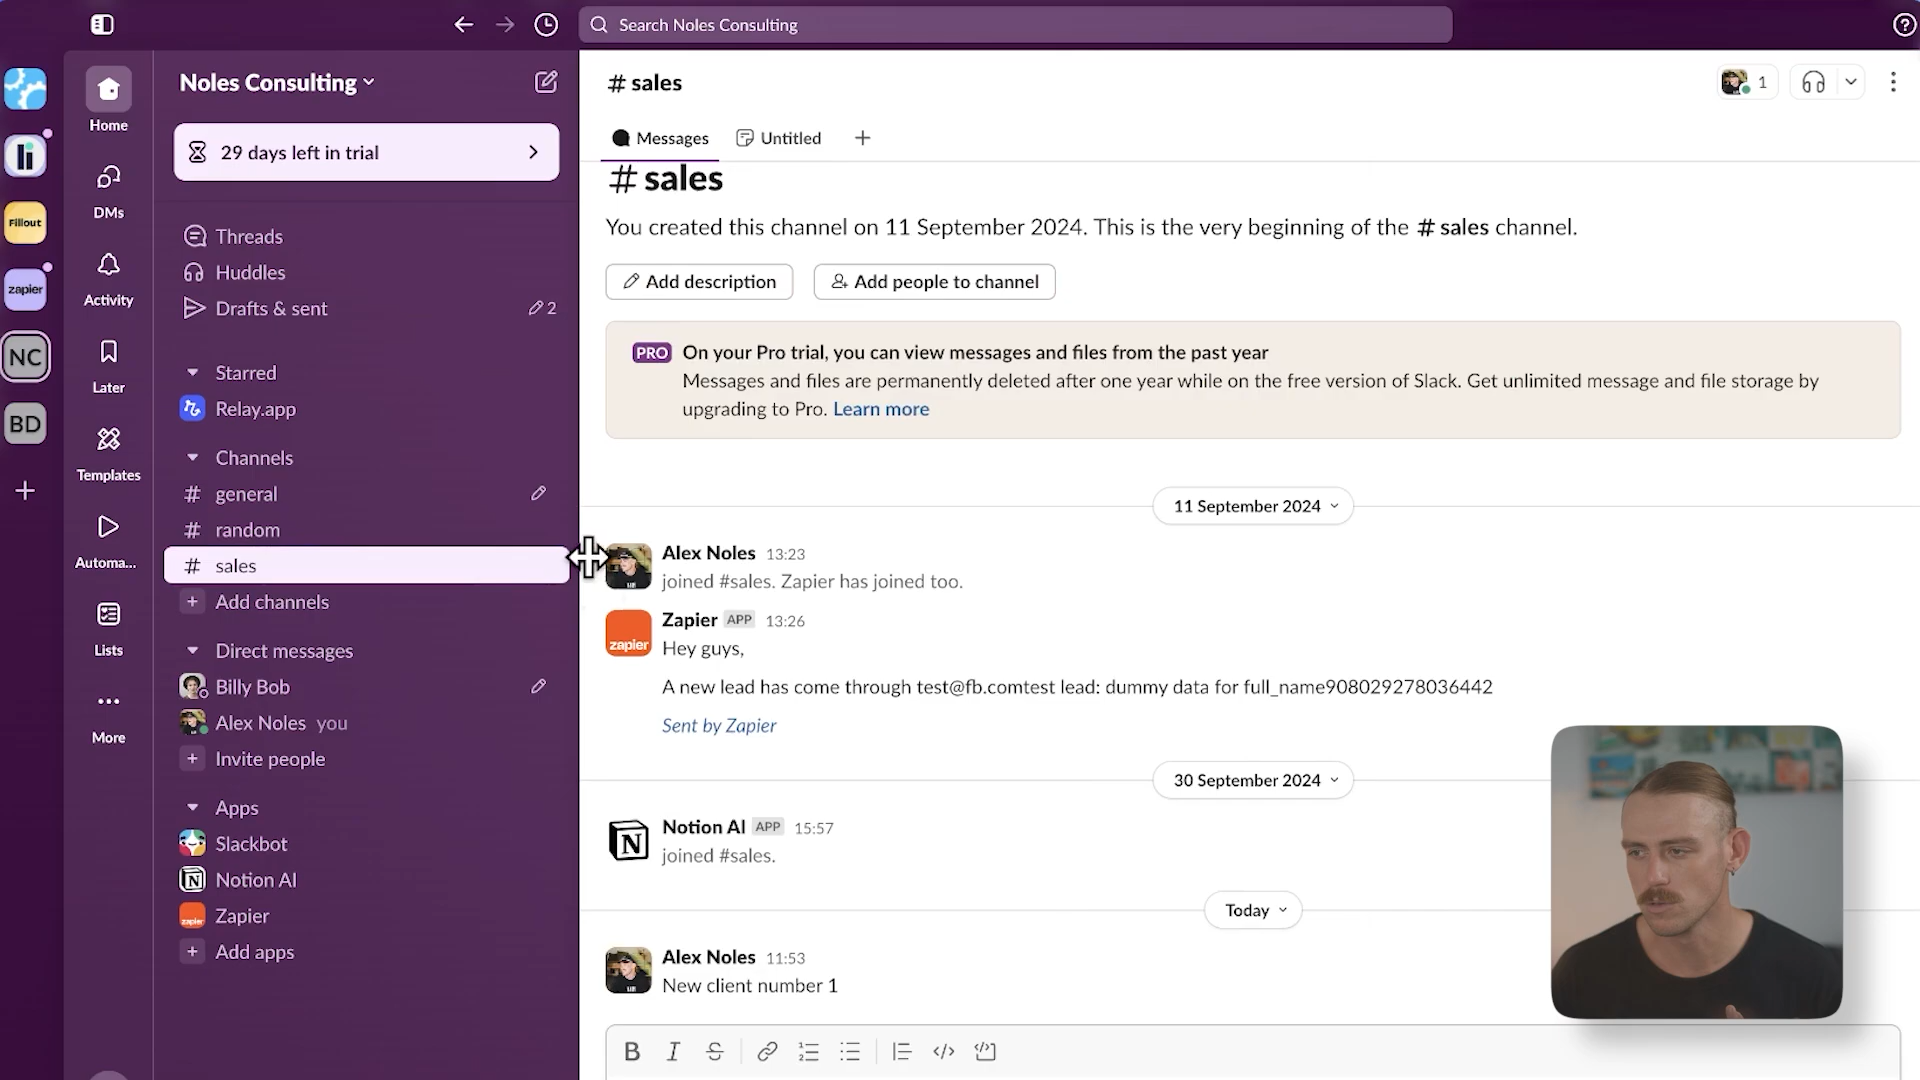 Search Noles Consulting
Fillout
zapier
NC
BD
Home
DMs
Activity
Later
Templates
Automa...
Lists
More
Noles Consulting
29 days left in trial
Threads
Huddles
Drafts & sent
2
Starred
Relay.app
Channels
# general
# random
# sales
+ Add channels
Direct messages
Billy Bob
Alex Noles you
+ Invite people
Apps
Slackbot
Notion AI
zapier Zapier
+ Add apps
# sales
1
Messages
Untitled
+
# sales
You created this channel on 11 September 2024. This is the very beginning of the # sales channel.
Add description
Add people to channel
PRO On your Pro trial, you can view messages and files from the past year
Messages and files are permanently deleted after one year while on the free version of Slack. Get unlimited message and file storage by
upgrading to Pro. Learn more
11 September 2024
Alex Noles 13:23
joined #sales. Zapier has joined too.
zapier
Zapier APP 13:26
Hey guys,
A new lead has come through test@fb.comtest lead: dummy data for full_name908029278036442
Sent by Zapier
30 September 2024
Notion AI APP 15:57
joined #sales.
Today
Alex Noles 11:53
New client number 1
B I S